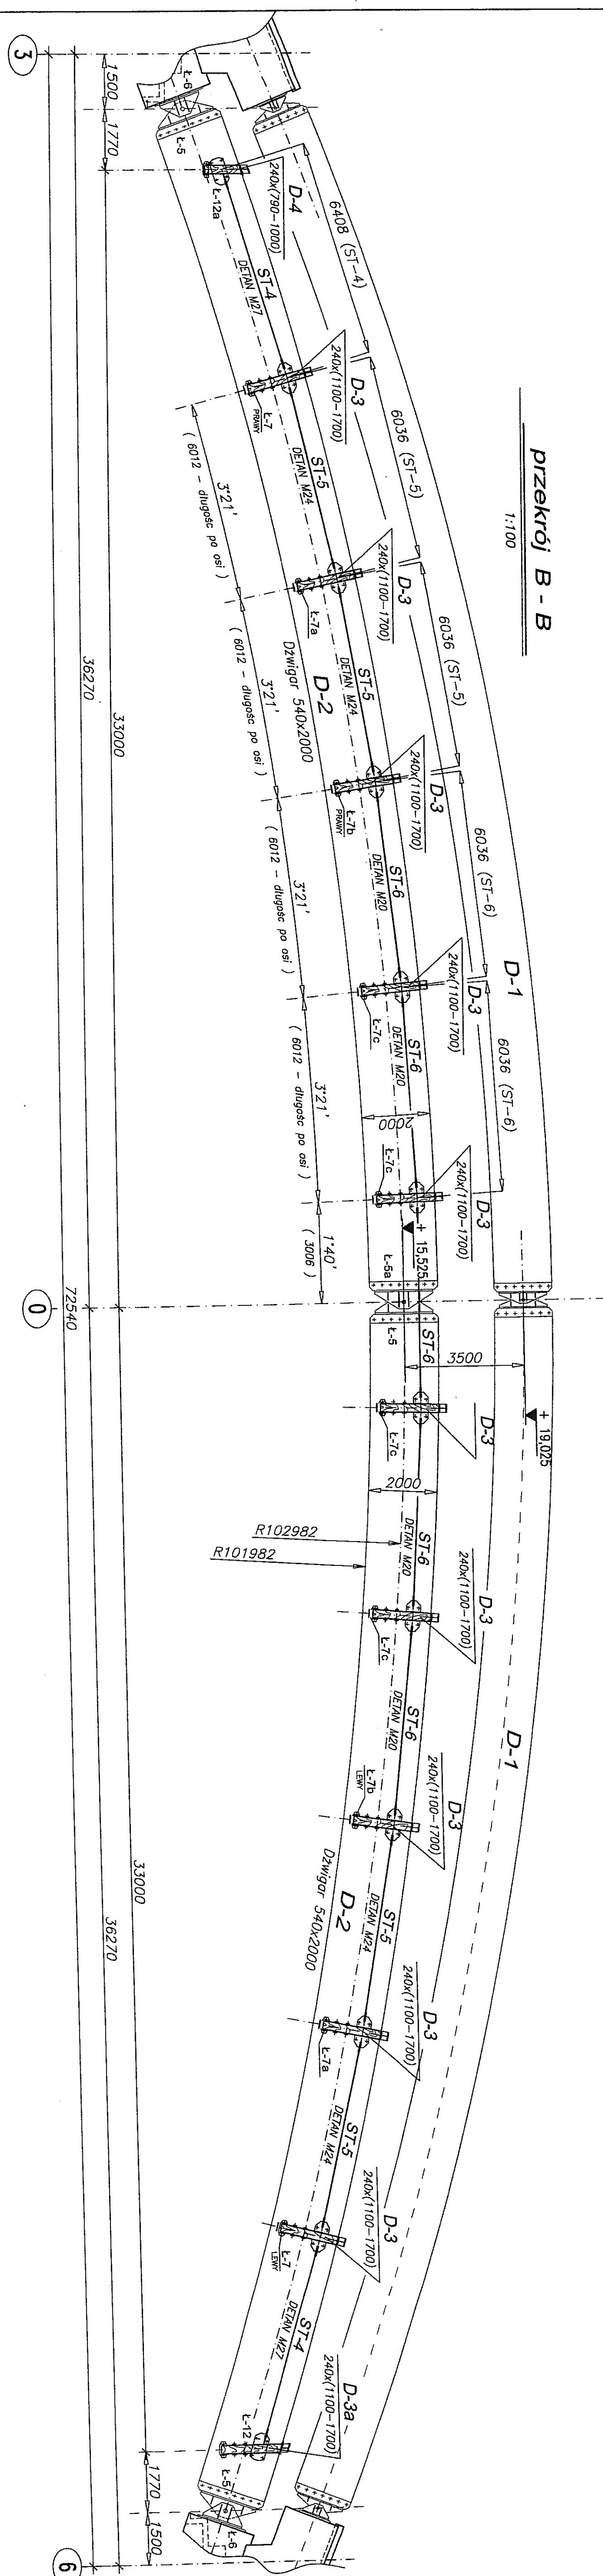 przekrój B - B
1:100
6408 (ST-4)
6036 (ST-5)
6036 (ST-5)
6036 (ST-6)
6036 (ST-6)
D-1
D-1
+ 19,025
3500
D-4
240x(790-1000)
D-3
240x(1100-1700)
D-3
240x(1100-1700)
D-3
240x(1100-1700)
D-3
240x(1100-1700)
D-3
240x(1100-1700)
D-3
D-3
240x(1100-1700)
D-3
240x(1100-1700)
D-3
240x(1100-1700)
D-3
240x(1100-1700)
D-3a
240x(1100-1700)
ST-4
DETAN M27
ST-5
DETAN M24
ST-5
DETAN M24
ST-6
DETAN M20
ST-6
DETAN M20
+ 15,525
ST-6
ST-6
DETAN M20
ST-6
DETAN M20
ST-5
DETAN M24
ST-5
DETAN M24
ST-4
DETAN M27
Ł-6
Ł-5
Ł-12a
Ł-7
PRAWY
Ł-7a
Ł-7b
PRAWY
Ł-7c
Ł-7c
Ł-5a
Ł-5
Ł-7c
Ł-7c
Ł-7b
LEWY
Ł-7a
Ł-7
LEWY
Ł-12
Ł-5
Ł-6
D-2
Dźwigar 540x2000
2000
2000
D-2
Dźwigar 540x2000
R102982
R101982
3°21'
( 6012 - długość po osi )
3°21'
( 6012 - długość po osi )
3°21'
( 6012 - długość po osi )
3°21'
( 6012 - długość po osi )
1°40'
( 3006 )
1500
1770
33000
33000
1770
1500
36270
36270
72540
3
0
6